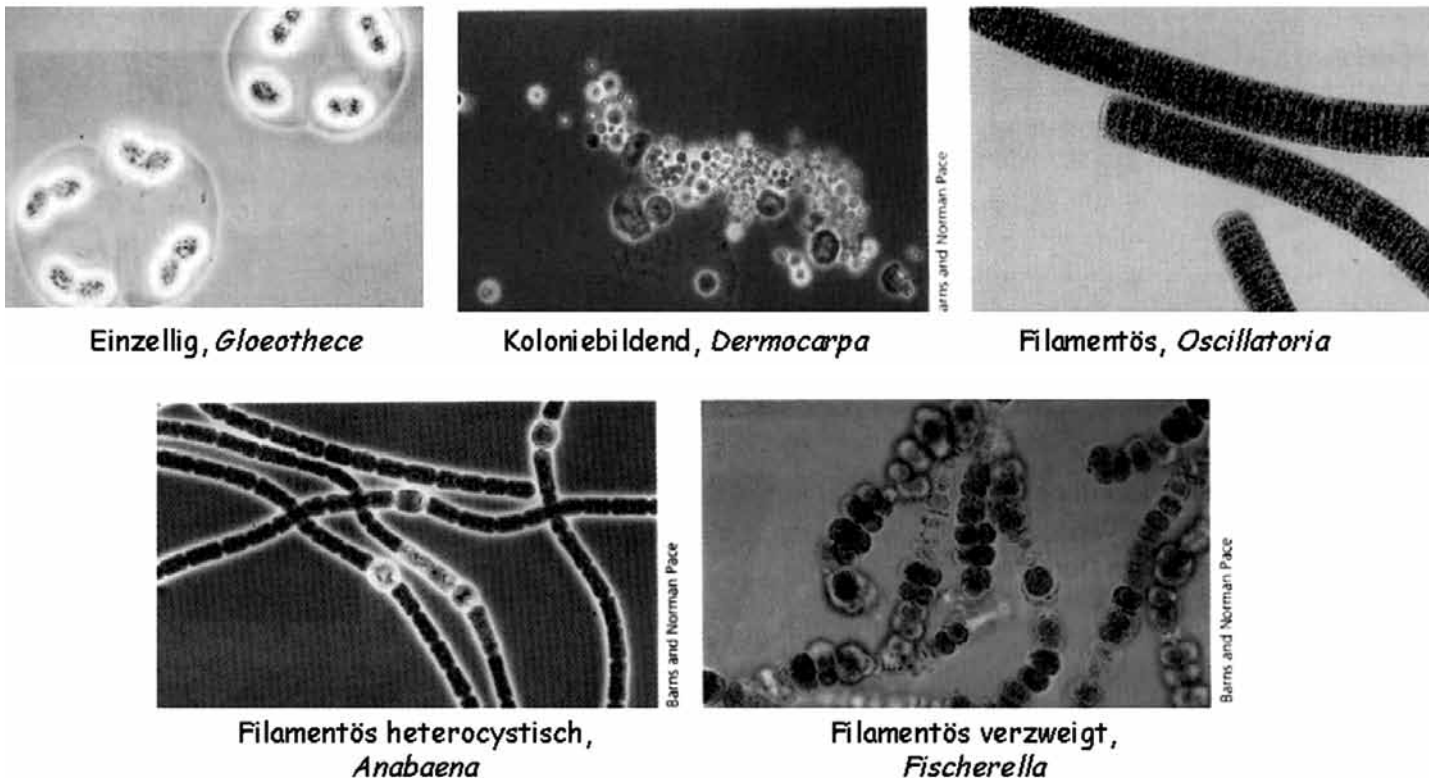 arns and Norman Pace
Einzellig, Gloeothece
Koloniebildend, Dermocarpa
Filamentös, Oscillatoria
Barns and Norman Pace
Barns and Norman Pace
Filamentös heterocystisch,
Anabaena
Filamentös verzweigt,
Fischerella